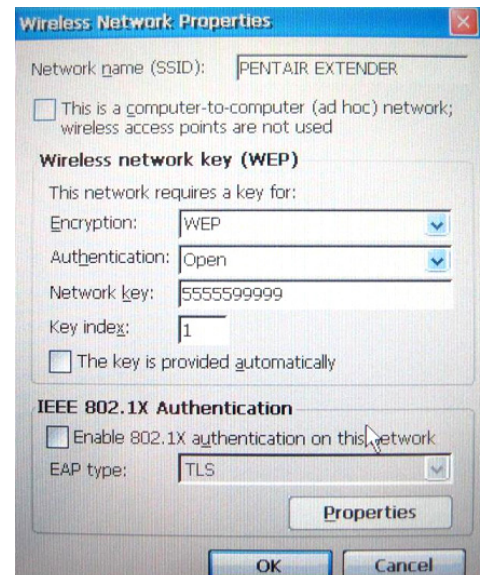 Wireless Network Properties
Network name (SSID): PENTAIR EXTENDER
This is a computer-to-computer (ad hoc) network;
wireless access points are not used
Wireless network key (WEP)
This network requires a key for:
Encryption: WEP
Authentication: Open
Network key: 5555599999
Key index: 1
The key is provided automatically
IEEE 802.1X Authentication
Enable 802.1X authentication on this network
EAP type: TLS
Properties
OK Cancel